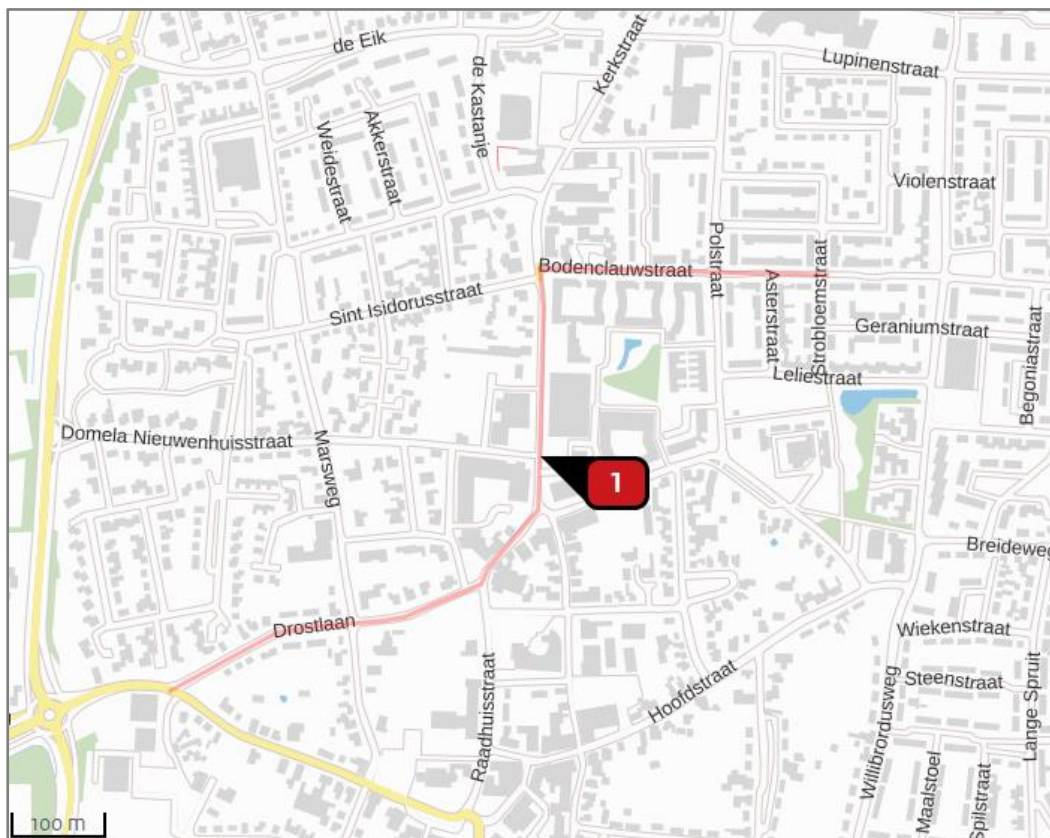 de Eik
Kerkstraat
Lupinenstraat
de Kastanje
Akkerstraat
Weidestraat
Violenstraat
Polstraat
Bodenclauwstraat
Strobloemstraat
Asterstraat
Sint Isidorusstraat
Geraniumstraat
Begoniastraat
Leliestraat
Domela Nieuwenhuisstraat
Marsweg
1
Breideweg
Drostlaan
Wiekenstraat
Raadhuisstraat
Hoofdstraat
Willibrordusweg
Steenstraat
Lange Spruit
Maalstoel
Spilstraat
100 m